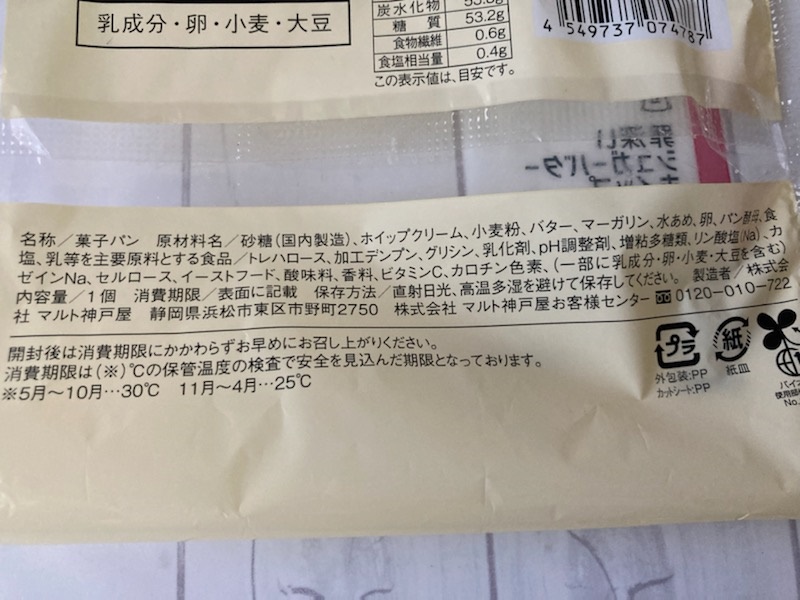 乳成分・卵・小麦・大豆
炭水化物
糖質 53.2g
食物繊維 0.6g
食塩相当量 0.4g
この表示値は、目安です。
4 549737 074787
罪深い
シュガーバター
ホイップ
名称／菓子パン 原材料名／砂糖(国内製造)、ホイップクリーム、小麦粉、バター、マーガリン、水あめ、卵、パン酵母、食
塩、乳等を主要原料とする食品／トレハロース、加工デンプン、グリシン、乳化剤、pH調整剤、増粘多糖類、リン酸塩(Na)、カ
ゼインNa、セルロース、イーストフード、酸味料、香料、ビタミンC、カロチン色素、(一部に乳成分・卵・小麦・大豆を含む)
内容量／1個 消費期限／表面に記載 保存方法／直射日光、高温多湿を避けて保存してください。 製造者／株式会
社 マルト神戸屋 静岡県浜松市東区市野町2750 株式会社 マルト神戸屋お客様センター 0120-010-722
開封後は消費期限にかかわらずお早めにお召し上がりください。
消費期限は(※)℃の保管温度の検査で安全を見込んだ期限となっております。
※5月〜10月…30℃ 11月〜4月…25℃
プラ
外包装:PP
カットシート:PP
紙
紙皿
No.